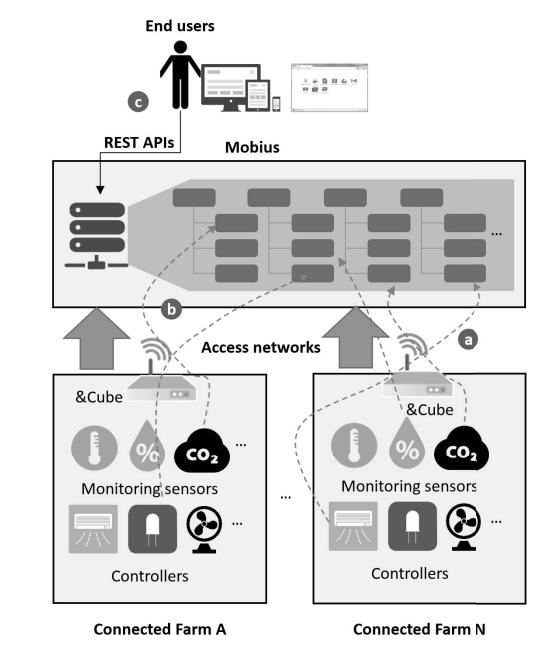 End users
c
REST APIs
Mobius
...
b
Access networks
a
&Cube
% CO₂ ...
Monitoring sensors
...
Controllers
Connected Farm A
...
&Cube
% CO₂ ...
Monitoring sensors
...
Controllers
Connected Farm N